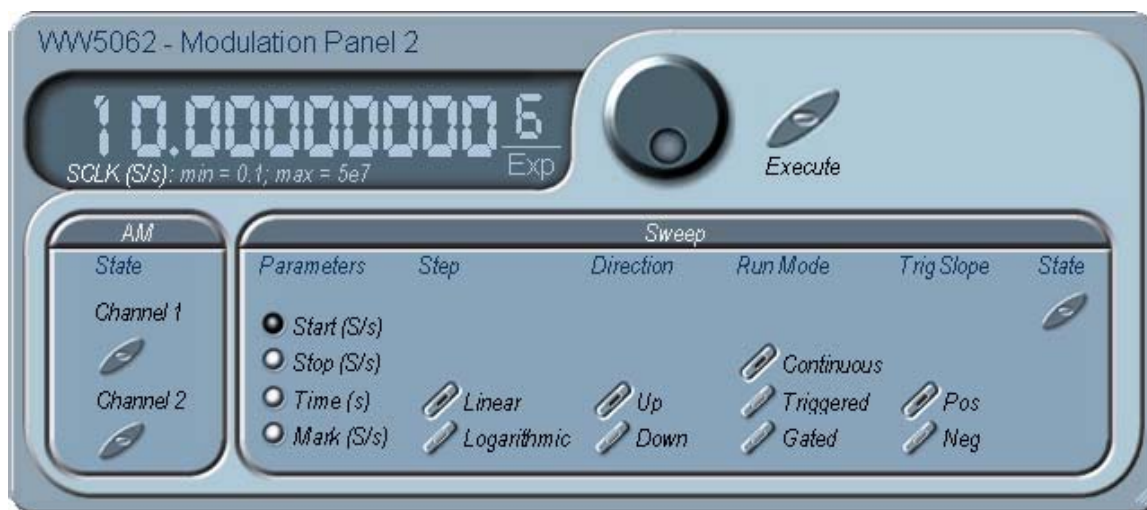 WW5062 - Modulation Panel 2
10.00000000 6
Exp
SCLK (S/s): min = 0.1; max = 5e7
Execute
AM
State
Channel 1
Channel 2
Sweep
Parameters Step Direction Run Mode Trig Slope State
Start (S/s)
Stop (S/s) Continuous
Time (s) Linear Up Triggered Pos
Mark (S/s) Logarithmic Down Gated Neg